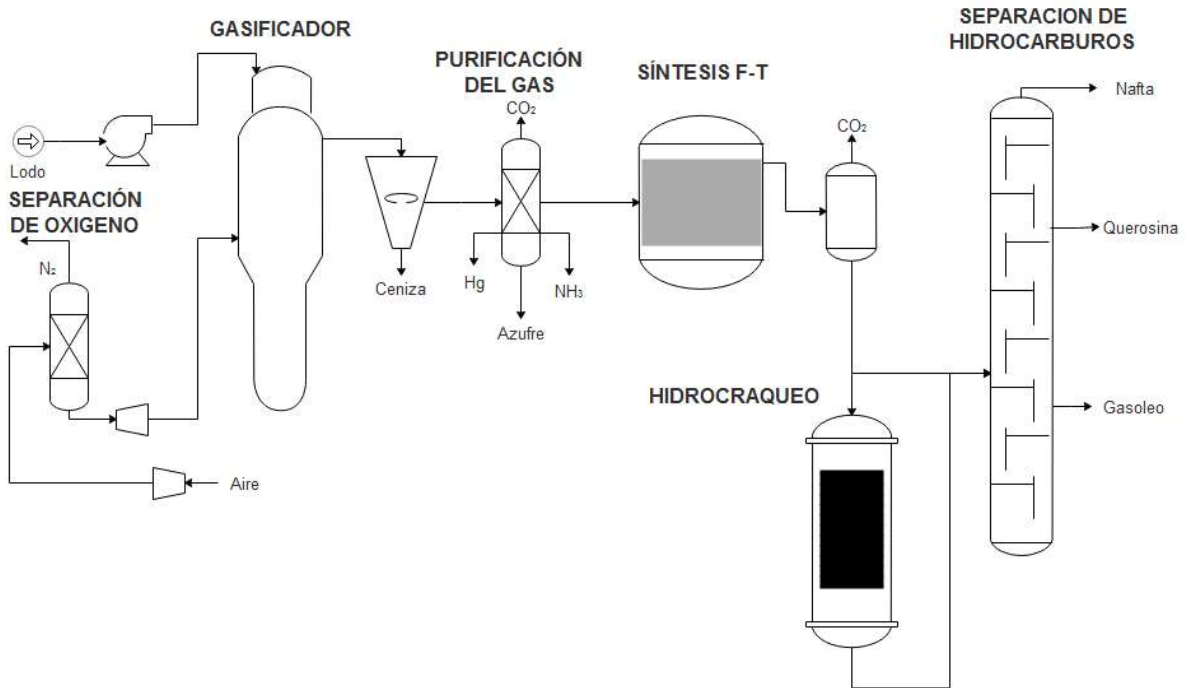 GASIFICADOR
PURIFICACIÓN
DEL GAS
SÍNTESIS F-T
SEPARACION DE
HIDROCARBUROS
CO₂
CO₂
Nafta
Lodo
SEPARACIÓN
DE OXIGENO
N₂
Ceniza
Hg
NH₃
Azufre
Querosina
HIDROCRAQUEO
Gasoleo
Aire